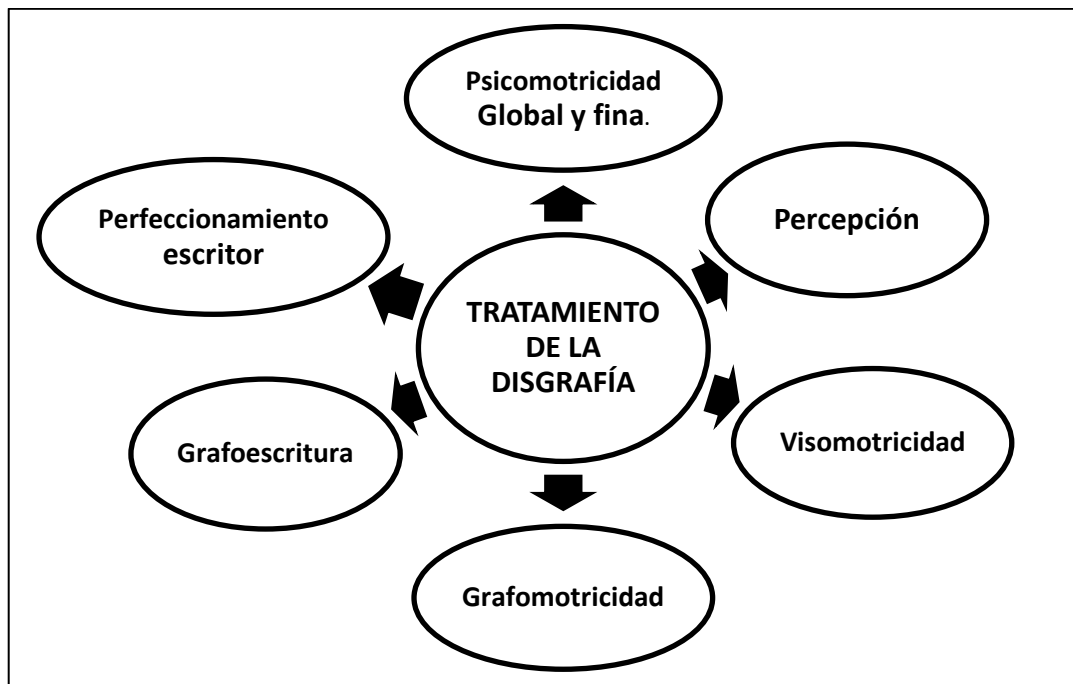 Psicomotricidad
Global y fina.
Perfeccionamiento
escritor
Percepción
TRATAMIENTO
DE LA
DISGRAFÍA
Grafoescritura
Visomotricidad
Grafomotricidad